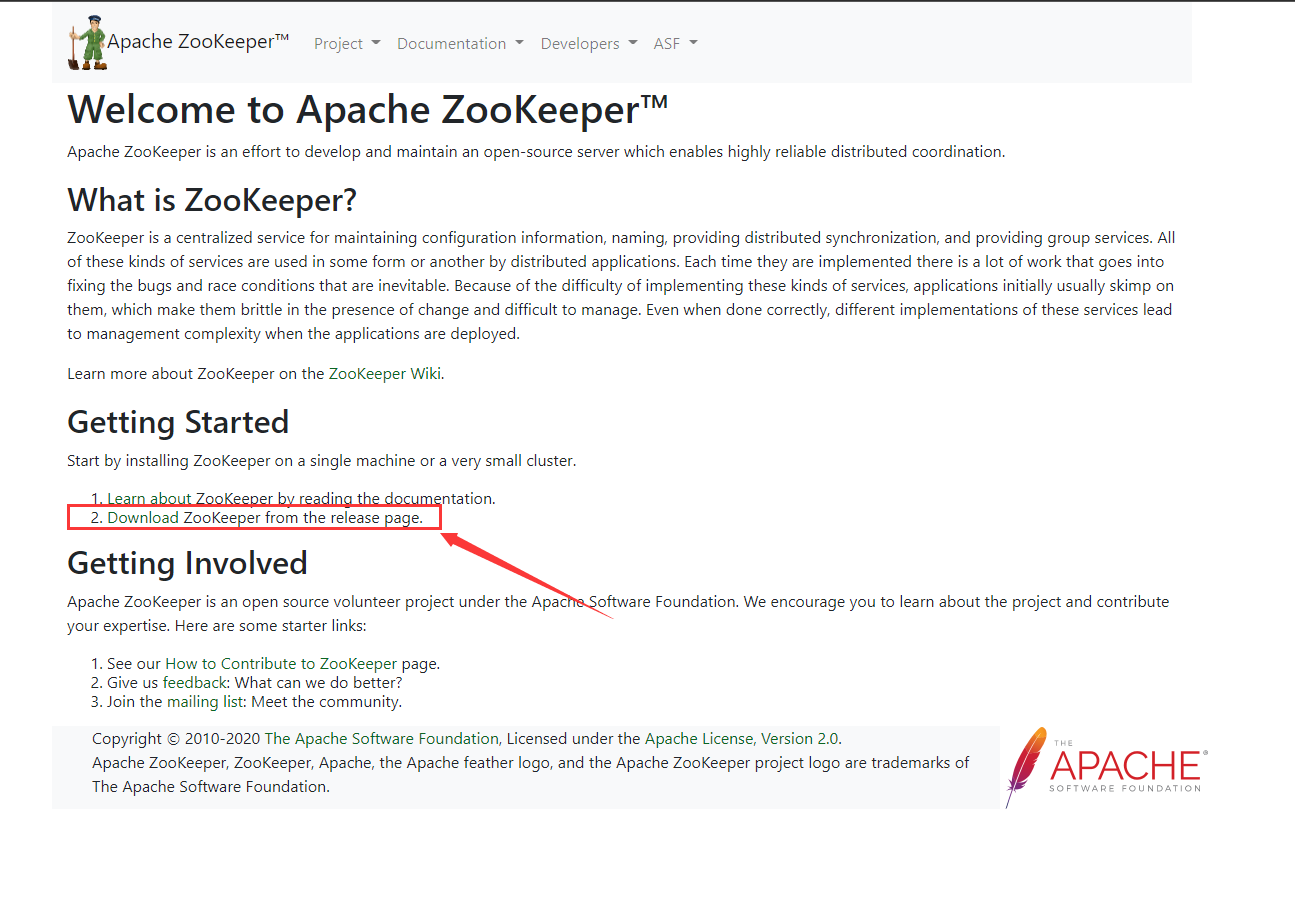 Apache ZooKeeper™ Project Documentation Developers ASF
Welcome to Apache ZooKeeper™
Apache ZooKeeper is an effort to develop and maintain an open-source server which enables highly reliable distributed coordination.
What is ZooKeeper?
ZooKeeper is a centralized service for maintaining configuration information, naming, providing distributed synchronization, and providing group services. All
of these kinds of services are used in some form or another by distributed applications. Each time they are implemented there is a lot of work that goes into
fixing the bugs and race conditions that are inevitable. Because of the difficulty of implementing these kinds of services, applications initially usually skimp on
them, which make them brittle in the presence of change and difficult to manage. Even when done correctly, different implementations of these services lead
to management complexity when the applications are deployed.
Learn more about ZooKeeper on the ZooKeeper Wiki.
Getting Started
Start by installing ZooKeeper on a single machine or a very small cluster.
1. Learn about ZooKeeper by reading the documentation.
2. Download ZooKeeper from the release page.
Getting Involved
Apache ZooKeeper is an open source volunteer project under the Apache Software Foundation. We encourage you to learn about the project and contribute
your expertise. Here are some starter links:
1. See our How to Contribute to ZooKeeper page.
2. Give us feedback: What can we do better?
3. Join the mailing list: Meet the community.
Copyright © 2010-2020 The Apache Software Foundation, Licensed under the Apache License, Version 2.0.
Apache ZooKeeper, ZooKeeper, Apache, the Apache feather logo, and the Apache ZooKeeper project logo are trademarks of
The Apache Software Foundation.
THE
APACHE®
SOFTWARE FOUNDATION